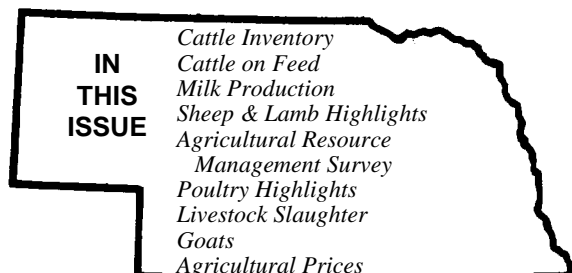 IN
THIS
ISSUE
Cattle Inventory
Cattle on Feed
Milk Production
Sheep & Lamb Highlights
Agricultural Resource
Management Survey
Poultry Highlights
Livestock Slaughter
Goats
Agricultural Prices